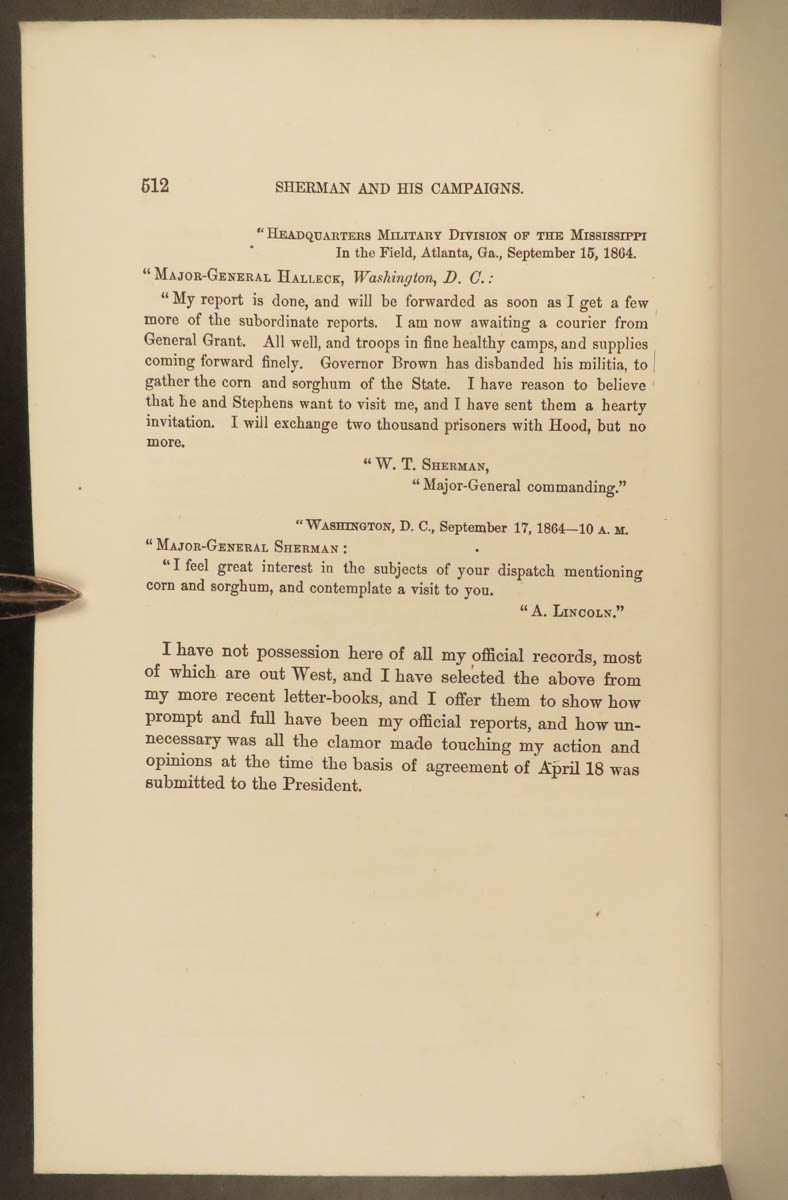 512 SHERMAN AND HIS CAMPAIGNS.
“HEADQUARTERS MILITARY DIVISION OF THE MISSISSIPPI
In the Field, Atlanta, Ga., September 15, 1864.
“MAJOR-GENERAL HALLECK, Washington, D. C.:
“My report is done, and will be forwarded as soon as I get a few
more of the subordinate reports. I am now awaiting a courier from
General Grant. All well, and troops in fine healthy camps, and supplies
coming forward finely. Governor Brown has disbanded his militia, to
gather the corn and sorghum of the State. I have reason to believe
that he and Stephens want to visit me, and I have sent them a hearty
invitation. I will exchange two thousand prisoners with Hood, but no
more.
“W. T. SHERMAN,
“Major-General commanding.”
“WASHINGTON, D. C., September 17, 1864—10 A. M.
“MAJOR-GENERAL SHERMAN:
“I feel great interest in the subjects of your dispatch mentioning
corn and sorghum, and contemplate a visit to you.
“A. LINCOLN.”
I have not possession here of all my official records, most
of which are out West, and I have selected the above from
my more recent letter-books, and I offer them to show how
prompt and full have been my official reports, and how un-
necessary was all the clamor made touching my action and
opinions at the time the basis of agreement of April 18 was
submitted to the President.